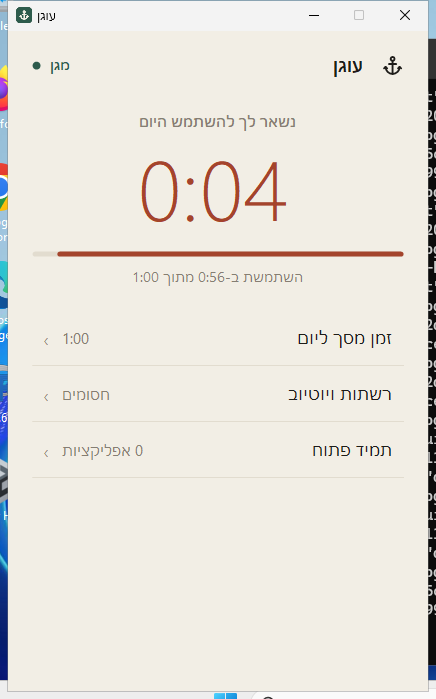 עוגן
עוגן
מגן
נשאר לך להשתמש היום
0:04
השתמשת ב-0:56 מתוך 1:00
זמן מסך ליום
1:00
רשתות ויוטיוב
חסומים
תמיד פתוח
0 אפליקציות